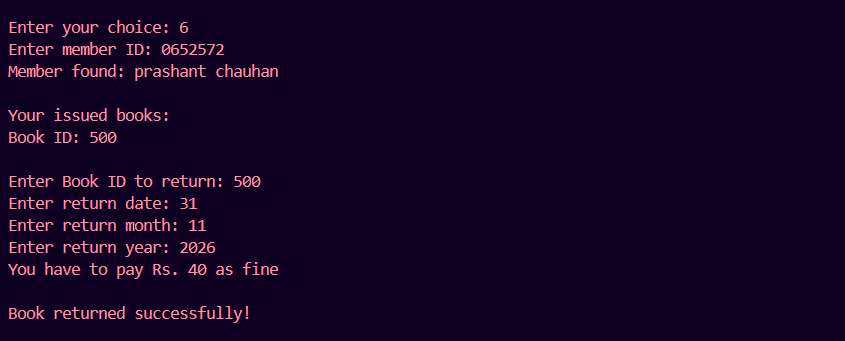 Enter your choice: 6
Enter member ID: 0652572
Member found: prashant chauhan
Your issued books:
Book ID: 500
Enter Book ID to return: 500
Enter return date: 31
Enter return month: 11
Enter return year: 2026
You have to pay Rs. 40 as fine
Book returned successfully!